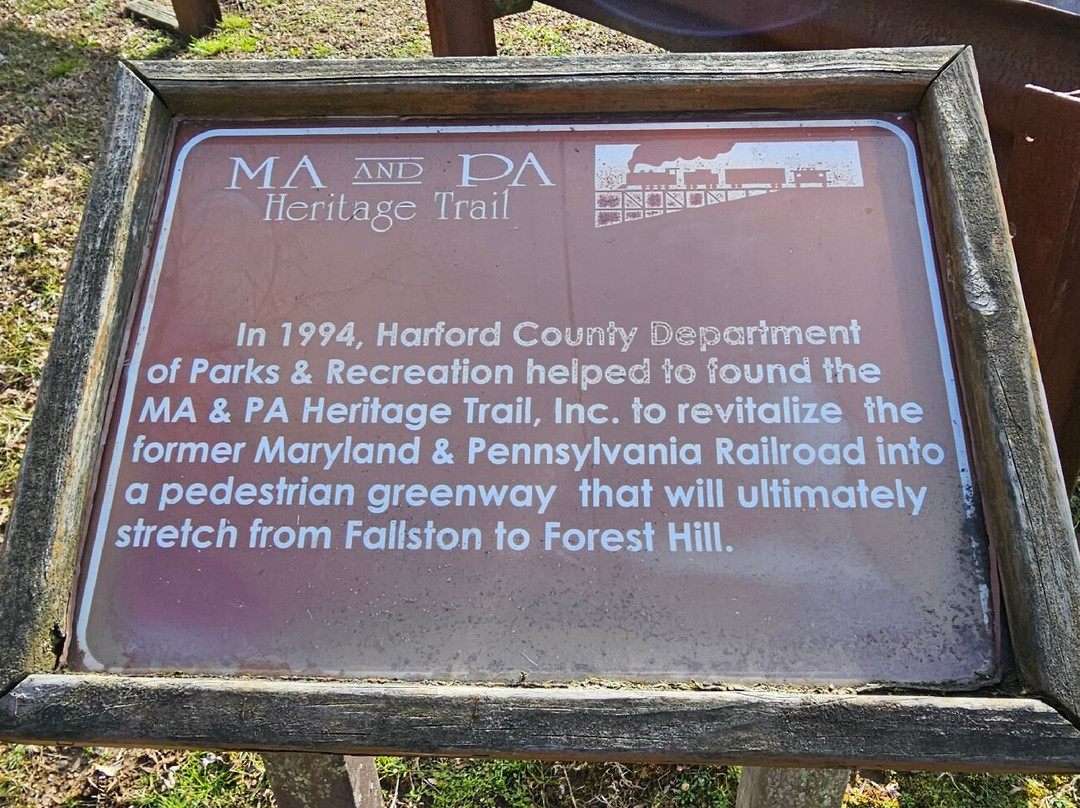 MA AND PA
Heritage Trail
In 1994, Harford County Department
of Parks & Recreation helped to found the
MA & PA Heritage Trail, Inc. to revitalize the
former Maryland & Pennsylvania Railroad into
a pedestrian greenway that will ultimately
stretch from Fallston to Forest Hill.